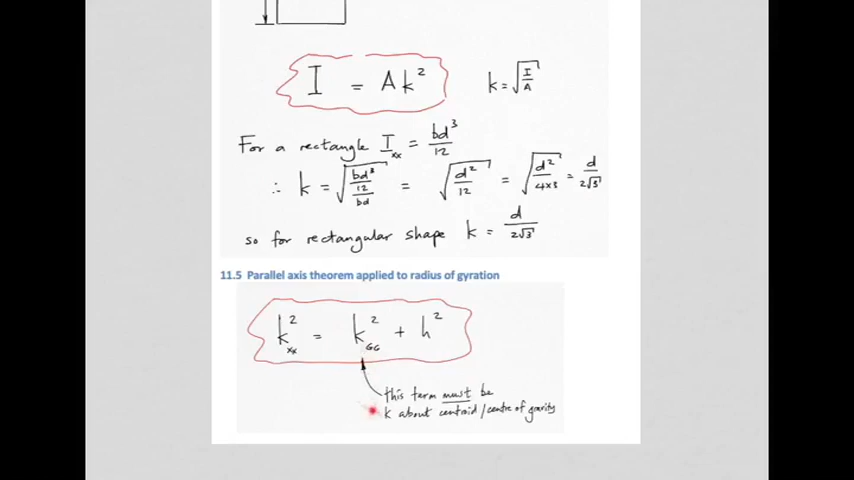 I = Ak² k = √(I/A)
For a rectangle Ixx = bd³/12
∴ k = √((bd³/12)/bd) = √(d²/12) = √(d²/(4×3)) = d/(2√3)
so for rectangular shape k = d/(2√3)
11.5 Parallel axis theorem applied to radius of gyration
k²xx = k²GG + h²
this term must be
k about centroid/centre of gravity